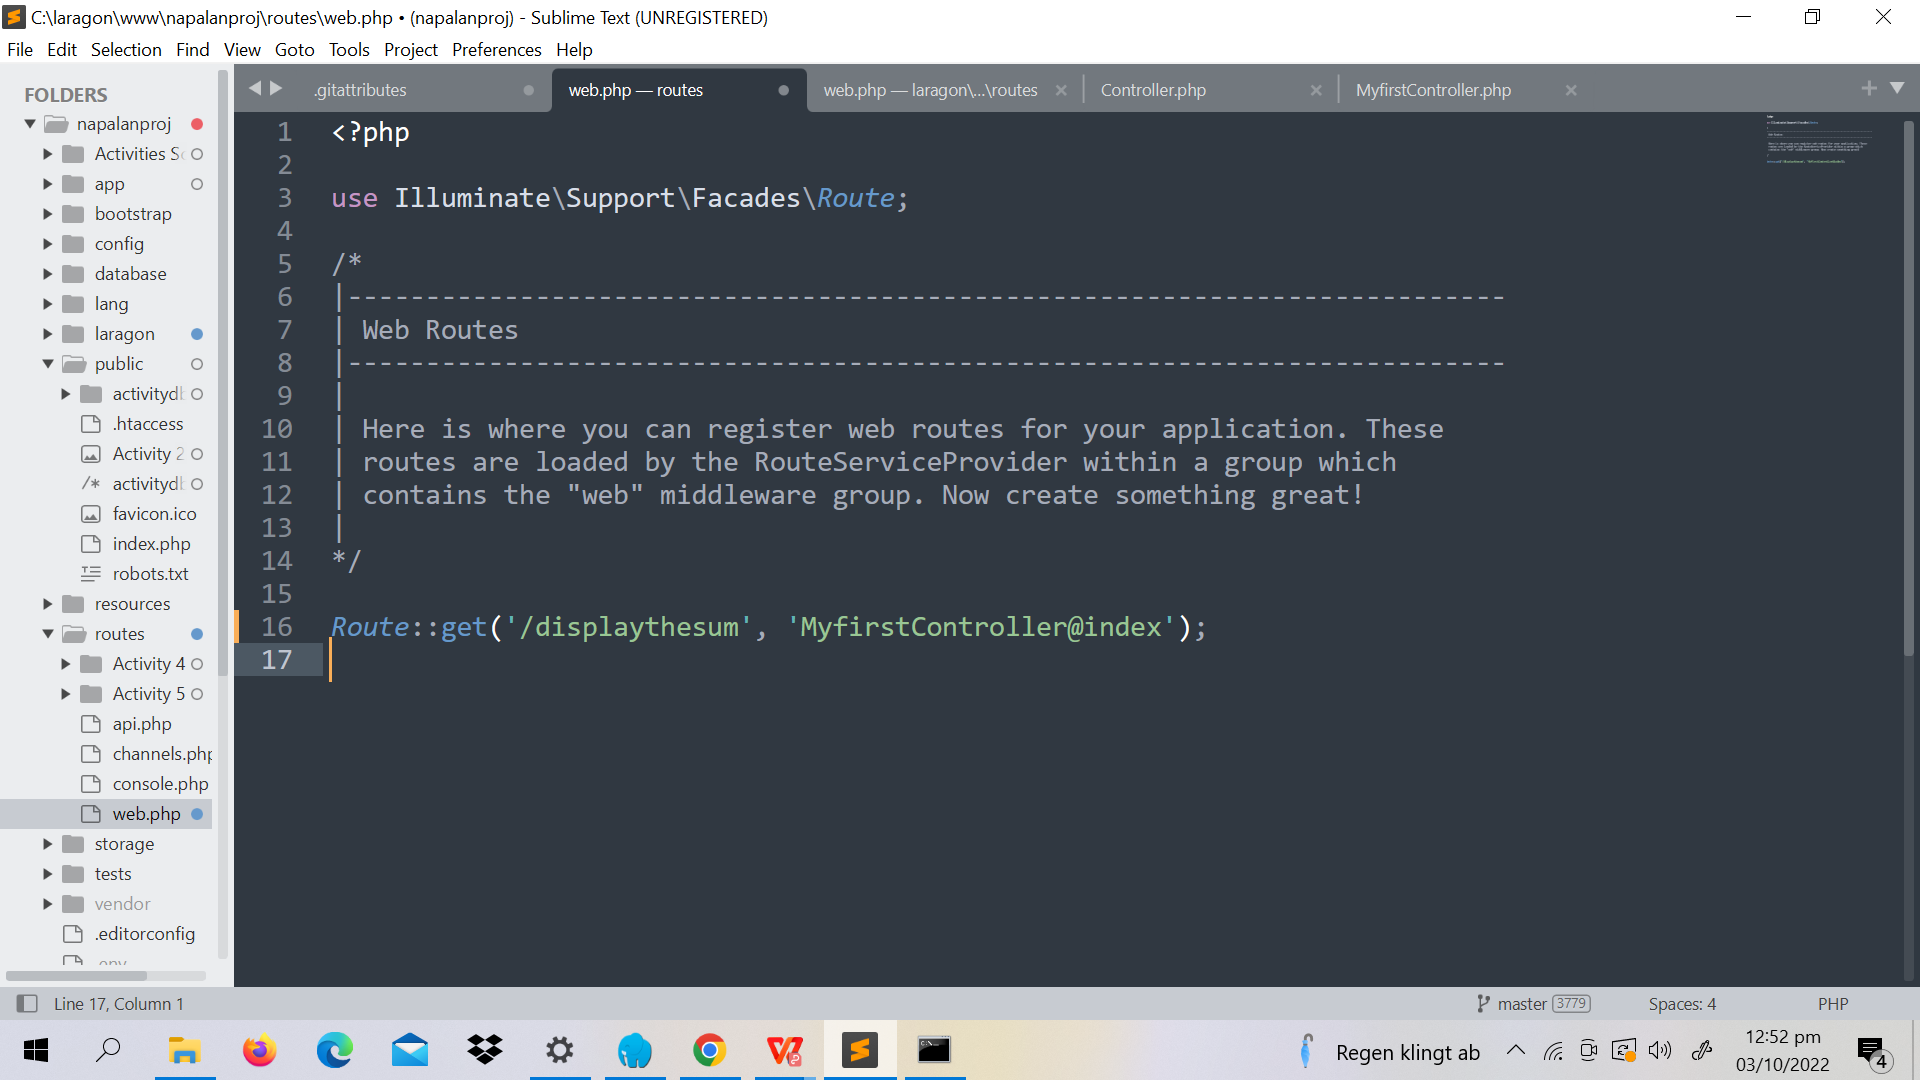 C:\laragon\www\napalanproj\routes\web.php • (napalanproj) - Sublime Text (UNREGISTERED)
File Edit Selection Find View Goto Tools Project Preferences Help
FOLDERS
napalanproj
Activities
app
bootstrap
config
database
lang
laragon
public
.htaccess
Activity 2
favicon.ico
index.php
robots.txt
resources
routes
Activity 4
Activity 5
api.php
channels.php
console.php
web.php
storage
tests
vendor
.editorconfig
.gitattributes
web.php — routes
web.php — laragon\...\routes
Controller.php
MyfirstController.php
1 <?php
2
3 use Illuminate\Support\Facades\Route;
4
5 /*
6 |--------------------------------------------------------------------------
7 | Web Routes
8 |--------------------------------------------------------------------------
9 |
10 | Here is where you can register web routes for your application. These
11 | routes are loaded by the RouteServiceProvider within a group which
12 | contains the "web" middleware group. Now create something great!
13 |
14 */
15
16 Route::get('/displaythesum', 'MyfirstController@index');
17
Line 17, Column 1
master 3779
Spaces: 4
PHP
Regen klingt ab
12:52 pm
03/10/2022
4